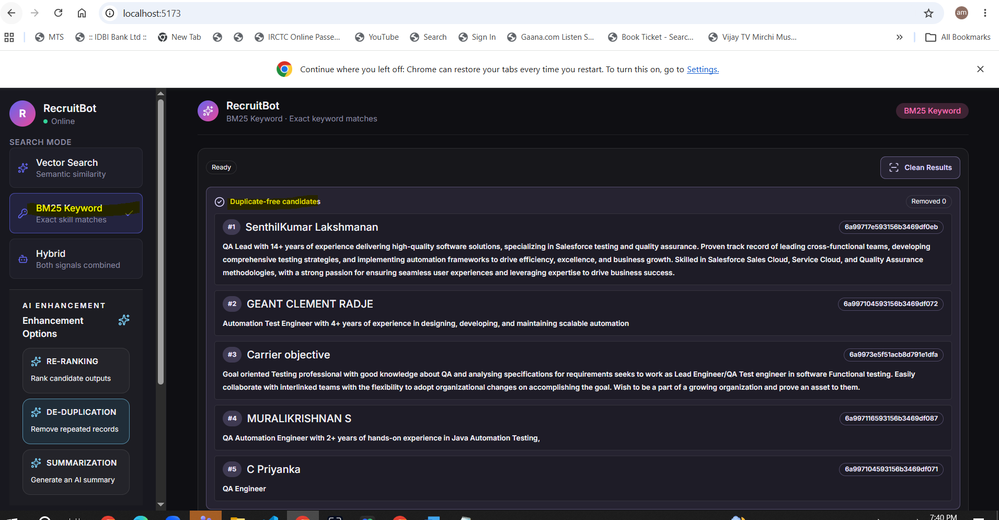 localhost:5173
am
MTS
:: IDBI Bank Ltd ::
New Tab
IRCTC Online Passe...
YouTube
Search
Sign In
Gaana.com Listen S...
Book Ticket - Searc...
Vijay TV Mirchi Mus...
All Bookmarks
Continue where you left off: Chrome can restore your tabs every time you restart. To turn this on, go to Settings.
R
RecruitBot
Online
SEARCH MODE
Vector Search
Semantic similarity
BM25 Keyword
Exact skill matches
Hybrid
Both signals combined
AI ENHANCEMENT
Enhancement
Options
RE-RANKING
Rank candidate outputs
DE-DUPLICATION
Remove repeated records
SUMMARIZATION
Generate an AI summary
RecruitBot
BM25 Keyword · Exact keyword matches
BM25 Keyword
Ready
Clean Results
Duplicate-free candidates
Removed 0
#1 SenthilKumar Lakshmanan
6a99717e593156b3469df0eb
QA Lead with 14+ years of experience delivering high-quality software solutions, specializing in Salesforce testing and quality assurance. Proven track record of leading cross-functional teams, developing
comprehensive testing strategies, and implementing automation frameworks to drive efficiency, excellence, and business growth. Skilled in Salesforce Sales Cloud, Service Cloud, and Quality Assurance
methodologies, with a strong passion for ensuring seamless user experiences and leveraging expertise to drive business success.
#2 GEANT CLEMENT RADJE
6a997104593156b3469df072
Automation Test Engineer with 4+ years of experience in designing, developing, and maintaining scalable automation
#3 Carrier objective
6a9973e5f51acb8d791e1dfa
Goal oriented Testing professional with good knowledge about QA and analysing specifications for requirements seeks to work as Lead Engineer/QA Test engineer in software Functional testing. Easily
collaborate with interlinked teams with the flexibility to adopt organizational changes on accomplishing the goal. Wish to be a part of a growing organization and prove an asset to them.
#4 MURALIKRISHNAN S
6a997116593156b3469df087
QA Automation Engineer with 2+ years of hands-on experience in Java Automation Testing,
#5 C Priyanka
6a997104593156b3469df071
QA Engineer
7:40 PM